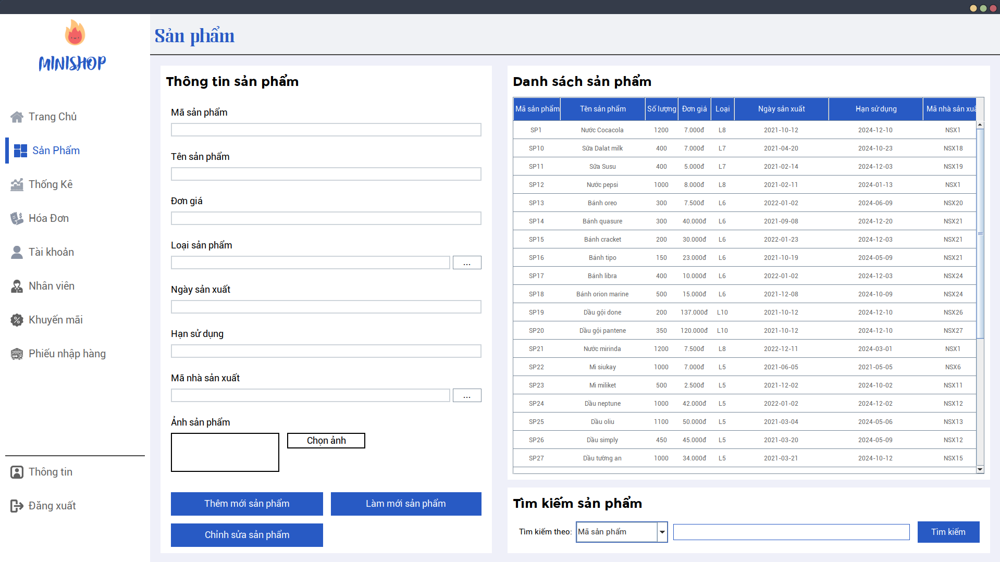 MINISHOP
Trang Chủ
Sản Phẩm
Thống Kê
Hóa Đơn
Tài khoản
Nhân viên
Khuyến mãi
Phiếu nhập hàng
Thông tin
Đăng xuất
Sản phẩm
Thông tin sản phẩm
Mã sản phẩm
Tên sản phẩm
Đơn giá
Loại sản phẩm
...
Ngày sản xuất
Hạn sử dụng
Mã nhà sản xuất
...
Ảnh sản phẩm
Chọn ảnh
Thêm mới sản phẩm Làm mới sản phẩm
Chỉnh sửa sản phẩm
Danh sách sản phẩm
Mã sản phẩm Tên sản phẩm Số lượng Đơn giá Loại Ngày sản xuất Hạn sử dụng Mã nhà sản xuấ
SP1 Nước Cocacola 1200 7.000đ L8 2021-10-12 2024-12-10 NSX1
SP10 Sữa Dalat milk 400 7.000đ L7 2021-04-20 2024-10-23 NSX18
SP11 Sữa Susu 400 5.000đ L7 2021-02-14 2024-12-03 NSX19
SP12 Nước pepsi 1000 8.000đ L8 2021-02-11 2024-01-13 NSX1
SP13 Bánh oreo 300 7.500đ L6 2022-01-02 2024-06-09 NSX20
SP14 Bánh quasure 300 40.000đ L6 2021-09-08 2024-12-20 NSX21
SP15 Bánh cracket 200 30.000đ L6 2022-01-23 2024-12-03 NSX21
SP16 Bánh tipo 150 23.000đ L6 2021-10-19 2024-05-09 NSX21
SP17 Bánh libra 400 10.000đ L6 2022-01-02 2024-12-03 NSX24
SP18 Bánh orion marine 500 15.000đ L6 2021-12-08 2024-10-09 NSX24
SP19 Dầu gội done 200 137.000đ L10 2021-10-12 2024-12-10 NSX26
SP20 Dầu gội pantene 350 120.000đ L10 2021-10-12 2024-12-10 NSX27
SP21 Nước mirinda 1200 7.500đ L8 2022-12-11 2024-03-01 NSX1
SP22 Mì siukay 1000 7.000đ L5 2021-06-05 2021-05-05 NSX6
SP23 Mì miliket 500 2.500đ L5 2021-12-02 2024-10-02 NSX11
SP24 Dầu neptune 1000 42.000đ L5 2022-01-02 2024-12-02 NSX12
SP25 Dầu oliu 1100 50.000đ L5 2021-03-04 2024-05-06 NSX13
SP26 Dầu simply 450 45.000đ L5 2021-03-20 2024-05-09 NSX12
SP27 Dầu tường an 1000 34.000đ L5 2021-03-21 2024-10-12 NSX15
Tìm kiếm sản phẩm
Tìm kiếm theo: Mã sản phẩm Tìm kiếm